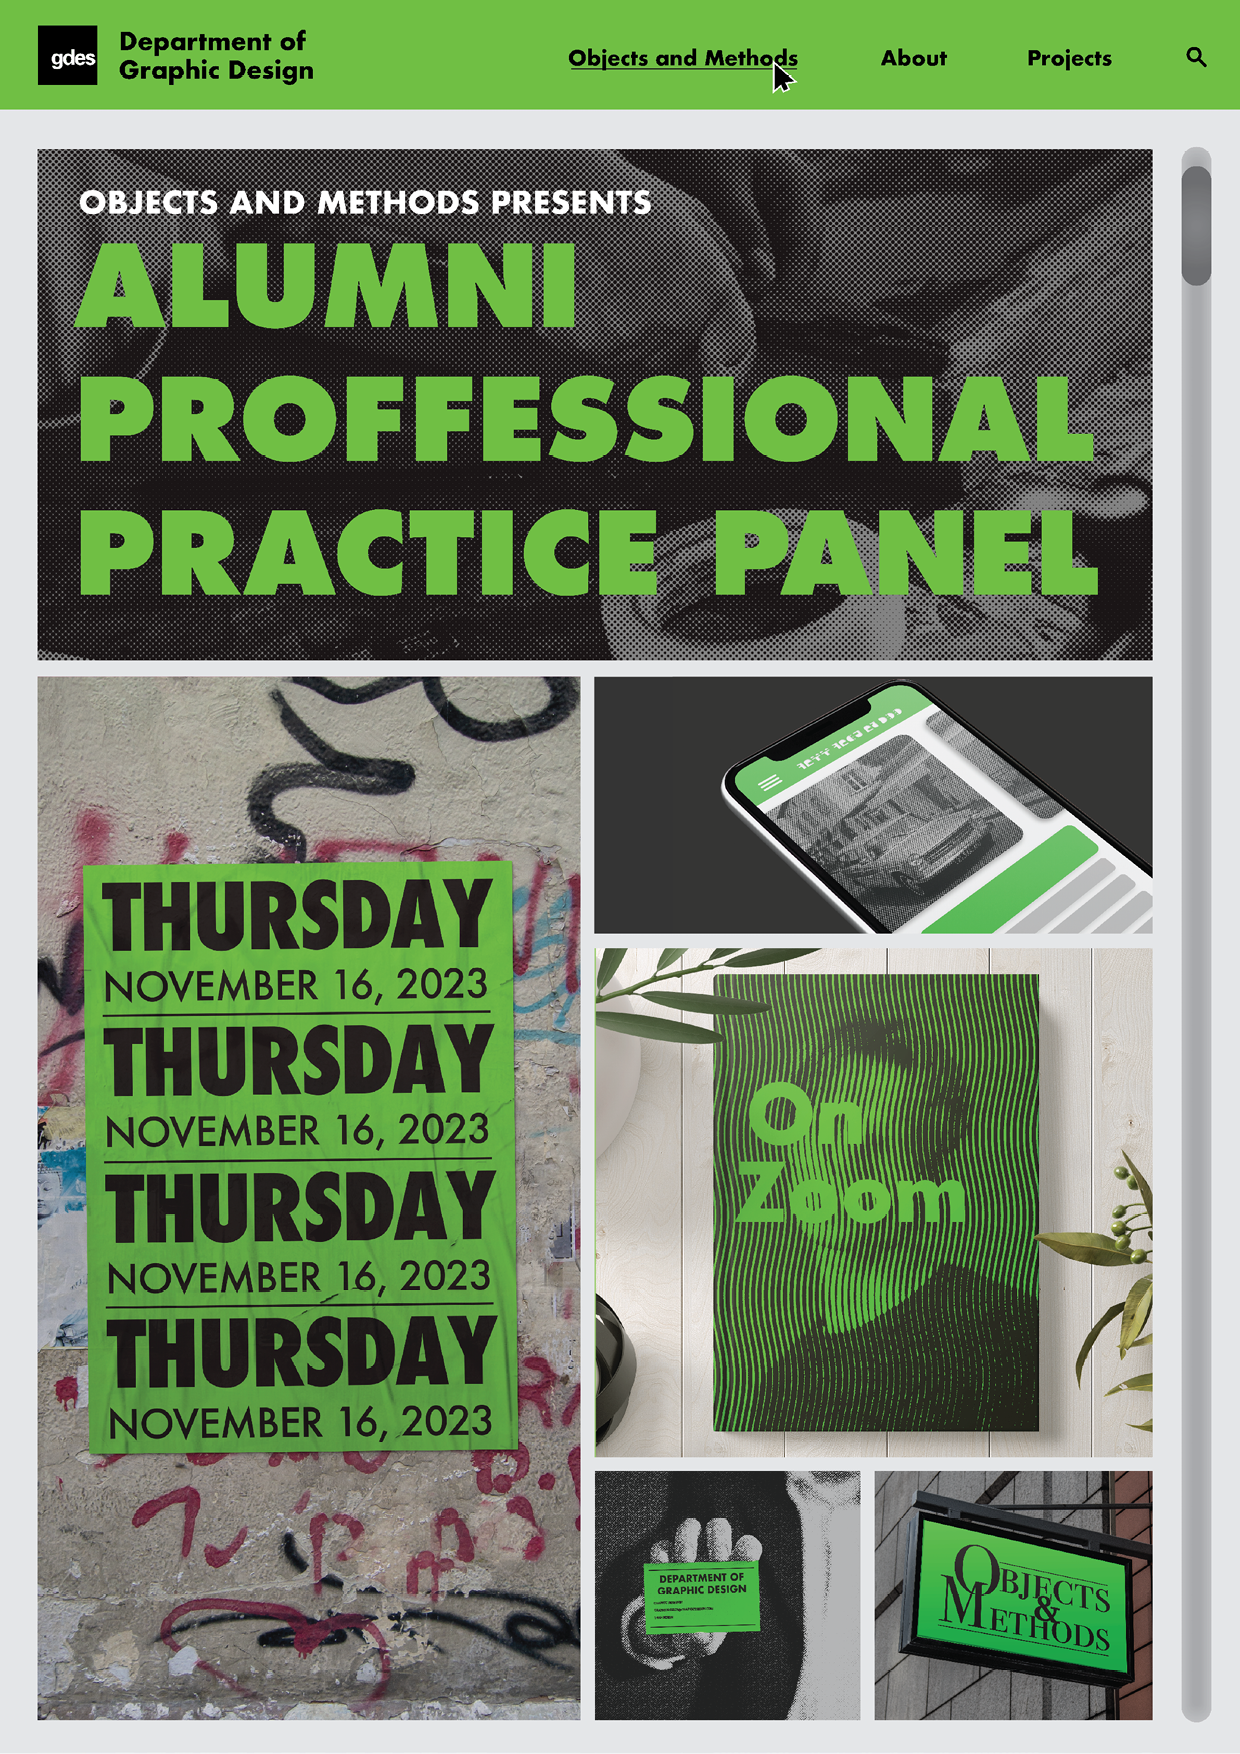 gdes
Department of
Graphic Design
Objects and Methods
About
Projects
OBJECTS AND METHODS PRESENTS
ALUMNI
PROFFESSIONAL
PRACTICE PANEL
THURSDAY
NOVEMBER 16, 2023
THURSDAY
NOVEMBER 16, 2023
THURSDAY
NOVEMBER 16, 2023
THURSDAY
NOVEMBER 16, 2023
On
Zoom
DEPARTMENT OF
GRAPHIC DESIGN
OBJECTS
&
METHODS